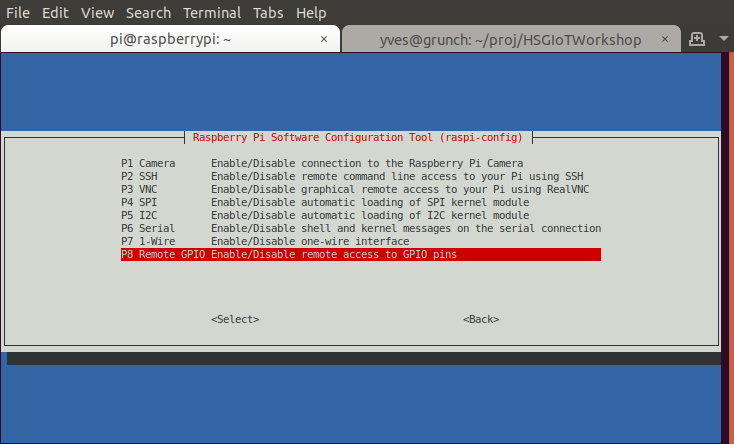 File Edit View Search Terminal Tabs Help
pi@raspberrypi: ~ × yves@grunch: ~/proj/HSGIoTWorkshop ×
Raspberry Pi Software Configuration Tool (raspi-config)
P1 Camera Enable/Disable connection to the Raspberry Pi Camera
P2 SSH Enable/Disable remote command line access to your Pi using SSH
P3 VNC Enable/Disable graphical remote access to your Pi using RealVNC
P4 SPI Enable/Disable automatic loading of SPI kernel module
P5 I2C Enable/Disable automatic loading of I2C kernel module
P6 Serial Enable/Disable shell and kernel messages on the serial connection
P7 1-Wire Enable/Disable one-wire interface
P8 Remote GPIO Enable/Disable remote access to GPIO pins
<Select> <Back>